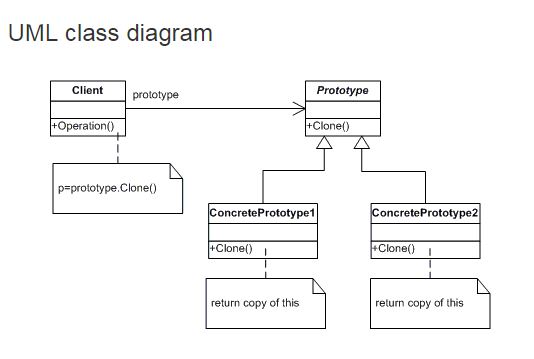 UML class diagram
Client
prototype
Prototype
+Operation()
+Clone()
p=prototype.Clone()
ConcretePrototype1
ConcretePrototype2
+Clone()
+Clone()
return copy of this
return copy of this